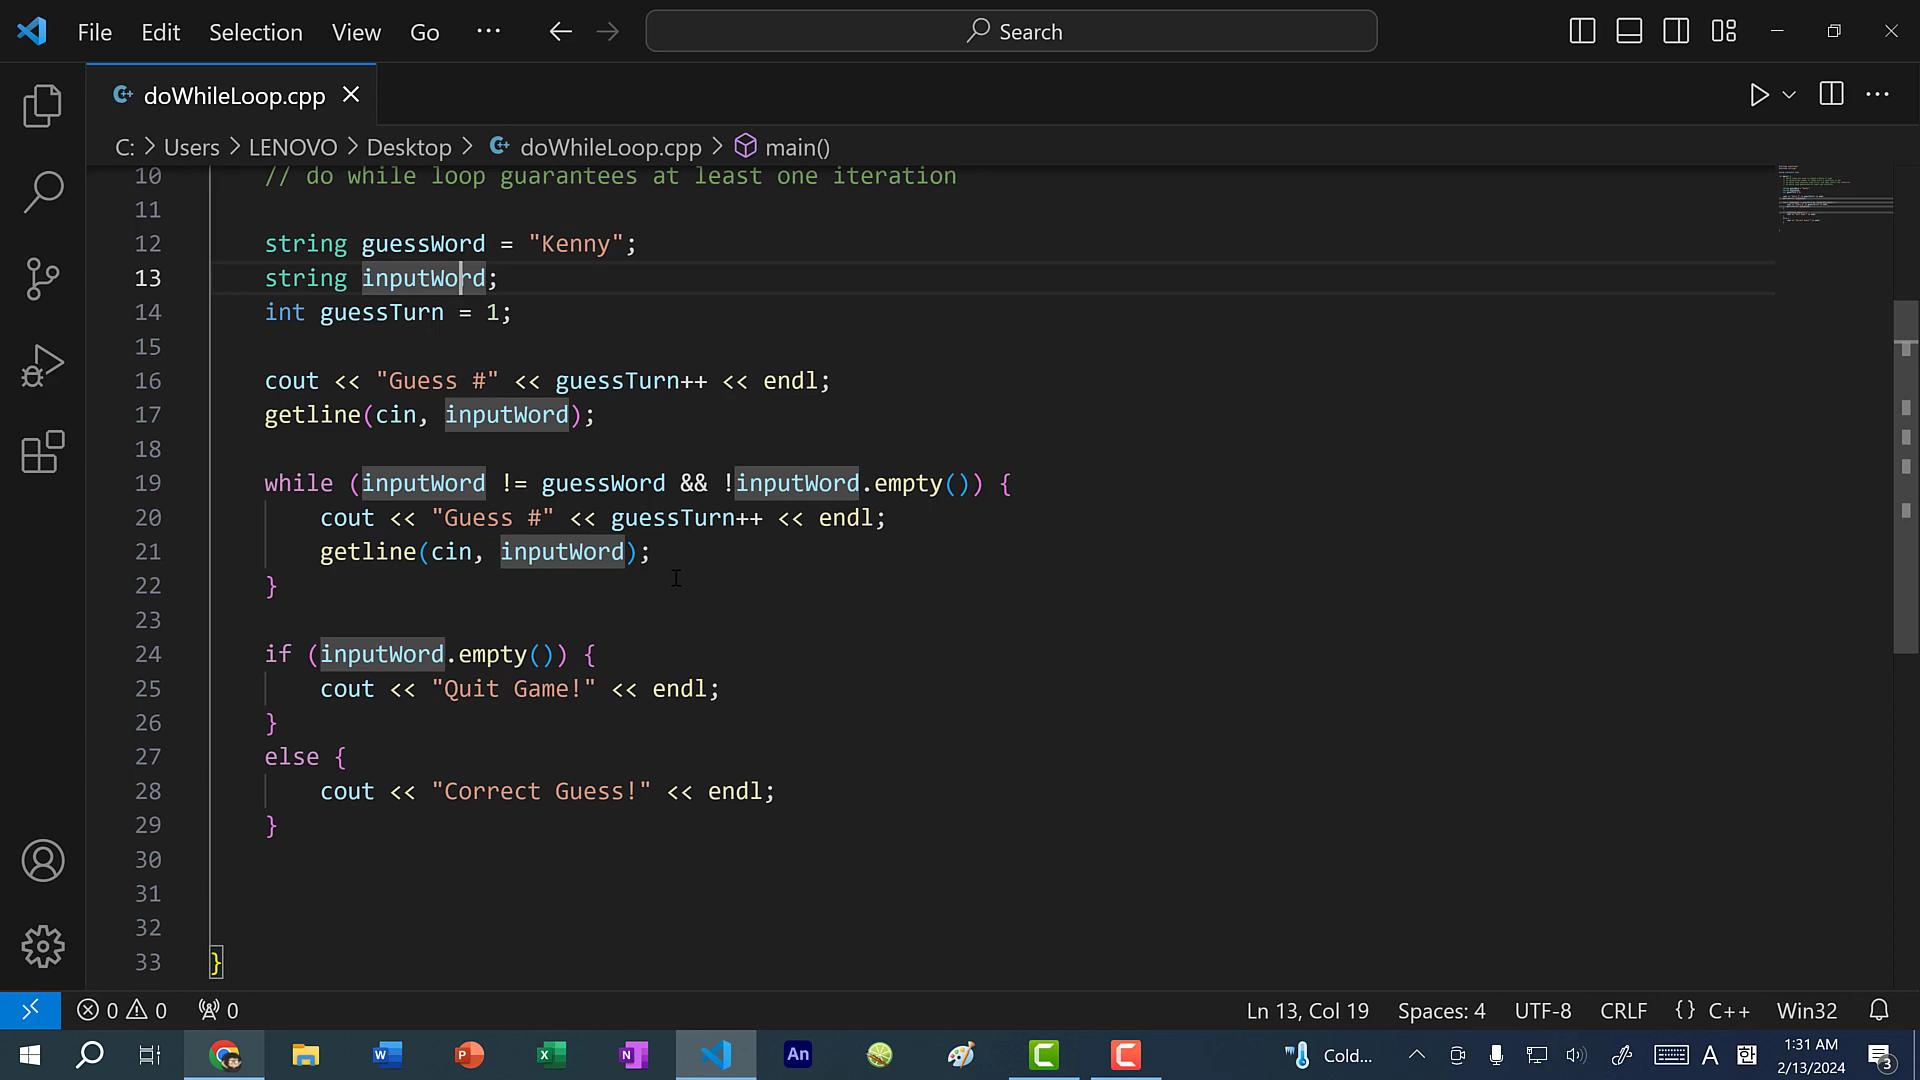 File Edit Selection View Go ... Search
doWhileLoop.cpp
C: > Users > LENOVO > Desktop > doWhileLoop.cpp > main()
10 // do while loop guarantees at least one iteration
11
12 string guessWord = "Kenny";
13 string inputWord;
14 int guessTurn = 1;
15
16 cout << "Guess #" << guessTurn++ << endl;
17 getline(cin, inputWord);
18
19 while (inputWord != guessWord && !inputWord.empty()) {
20 cout << "Guess #" << guessTurn++ << endl;
21 getline(cin, inputWord);
22 }
23
24 if (inputWord.empty()) {
25 cout << "Quit Game!" << endl;
26 }
27 else {
28 cout << "Correct Guess!" << endl;
29 }
30
31
32
33 }
0 0 0 Ln 13, Col 19 Spaces: 4 UTF-8 CRLF {} C++ Win32
An Cold... A 한 1:31 AM
2/13/2024 3